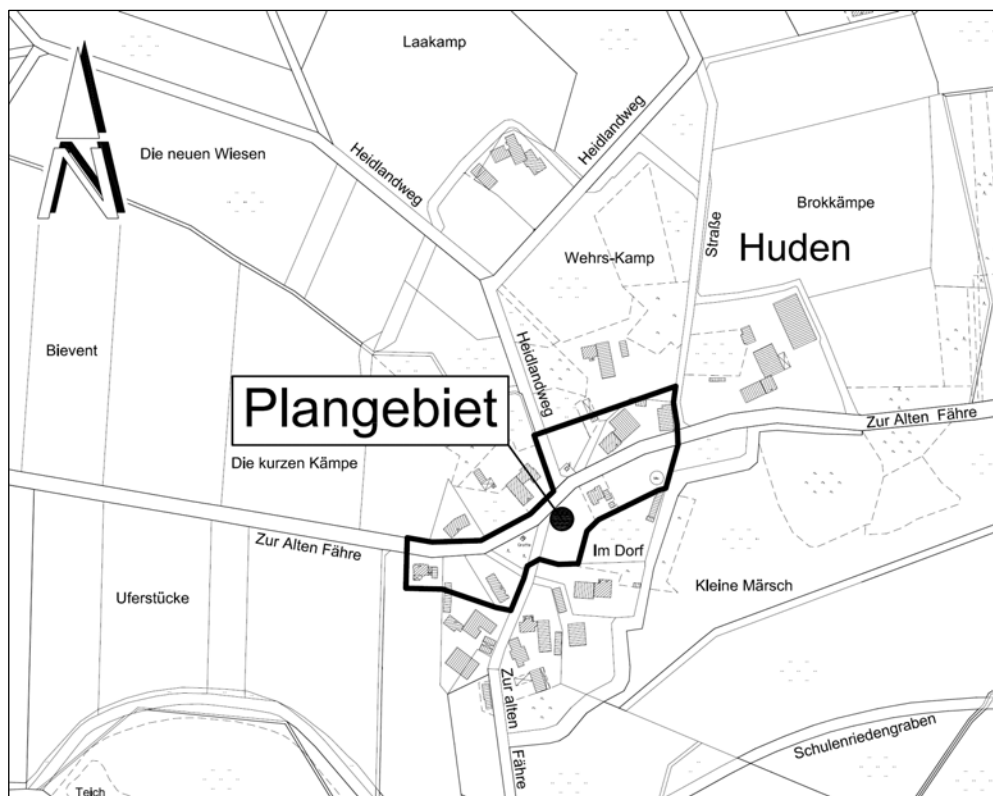 Laakamp
N
Die neuen Wiesen
Heidlandweg
Heidlandweg
Straße
Brokkämpe
Huden
Wehrs-Kamp
Bievent
Heidlandweg
Plangebiet
Zur Alten Fähre
Die kurzen Kämpe
Zur Alten Fähre
Im Dorf
Kleine Märsch
Uferstücke
Zur alten Fähre
Schulenriedengraben
Teich